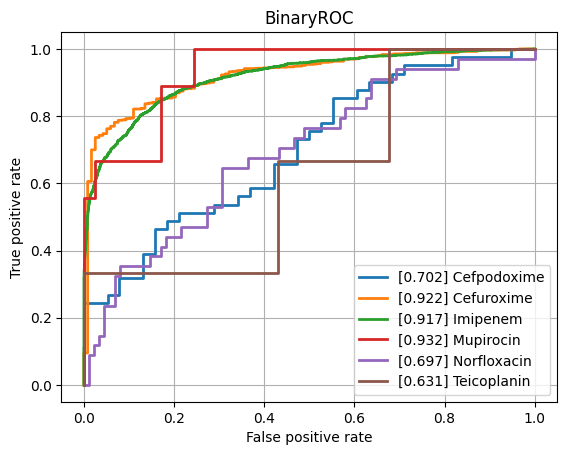 BinaryROC
1.0
0.8
0.6
0.4
0.2
0.0
True positive rate
[0.702] Cefpodoxime
[0.922] Cefuroxime
[0.917] Imipenem
[0.932] Mupirocin
[0.697] Norfloxacin
[0.631] Teicoplanin
0.0 0.2 0.4 0.6 0.8 1.0
False positive rate